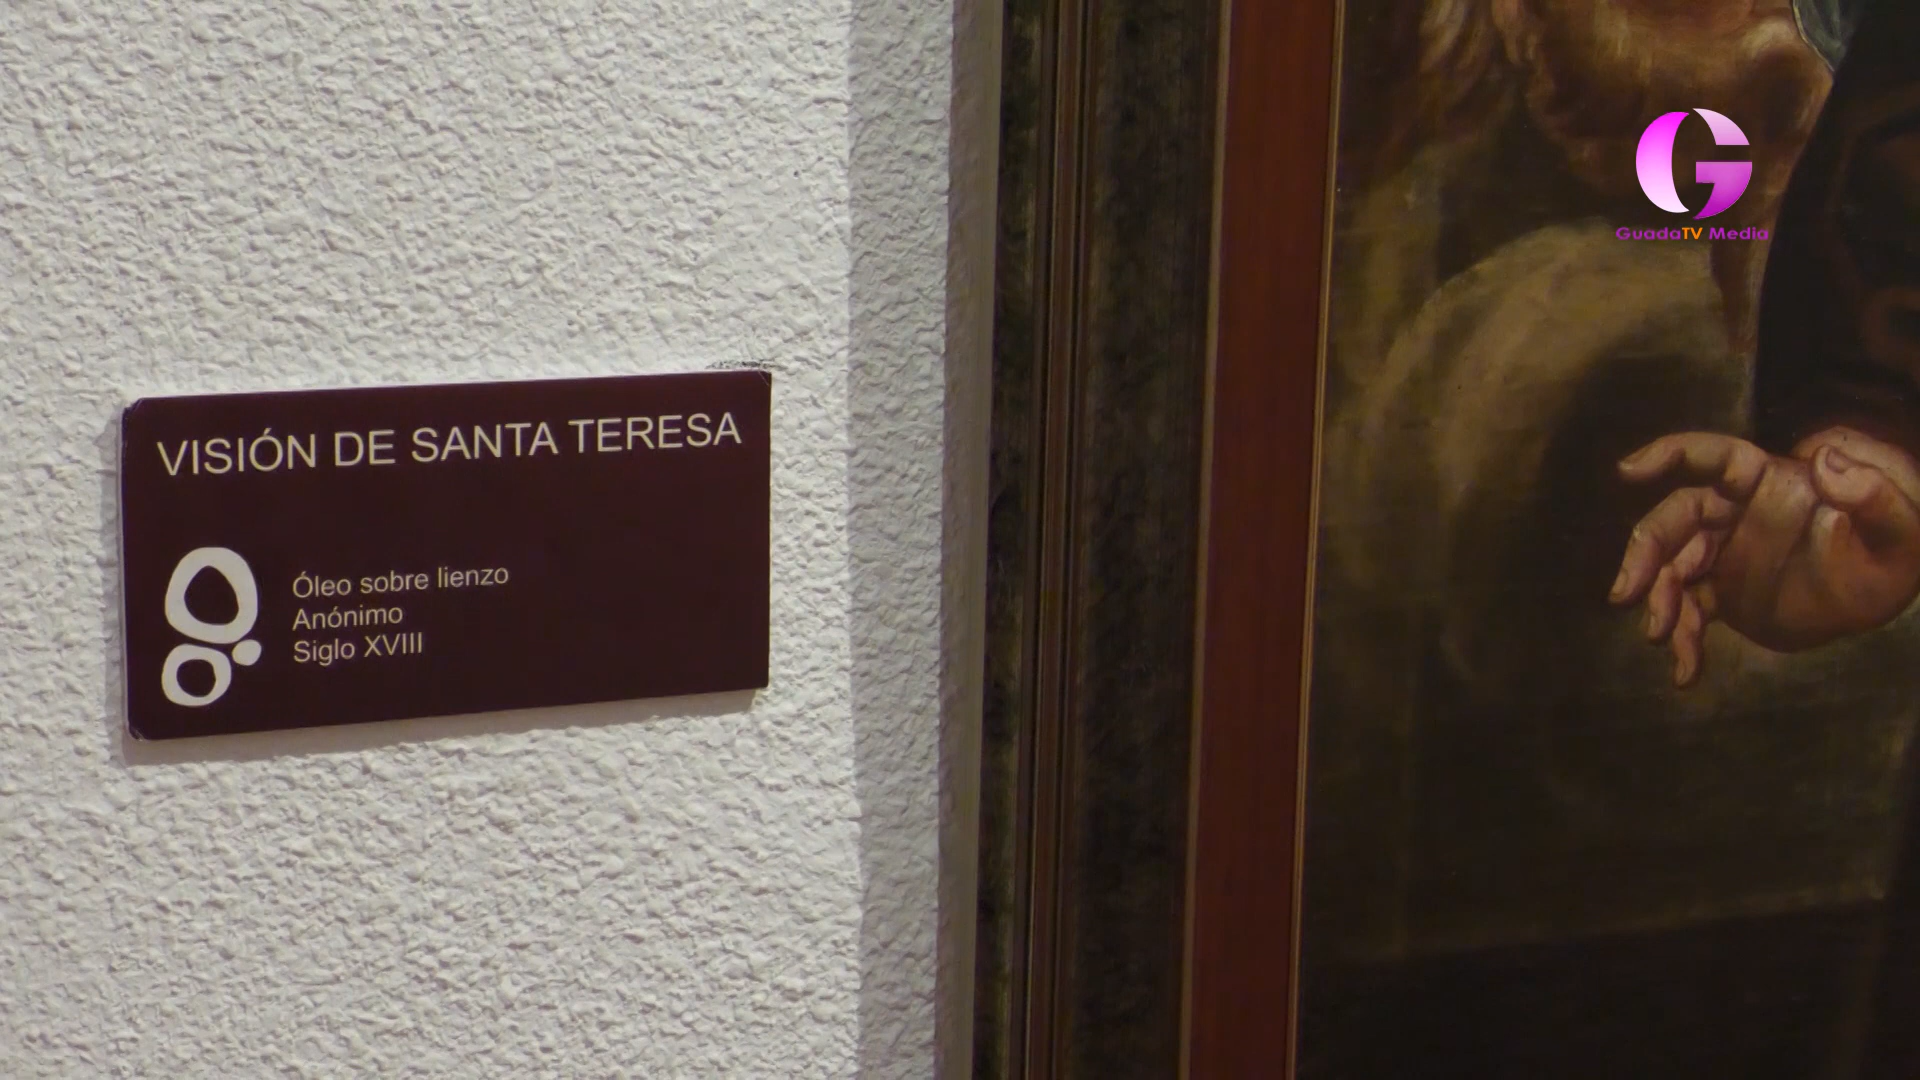 VISIÓN DE SANTA TERESA
Óleo sobre lienzo
Anónimo
Siglo XVIII
G
GuadaTV Media